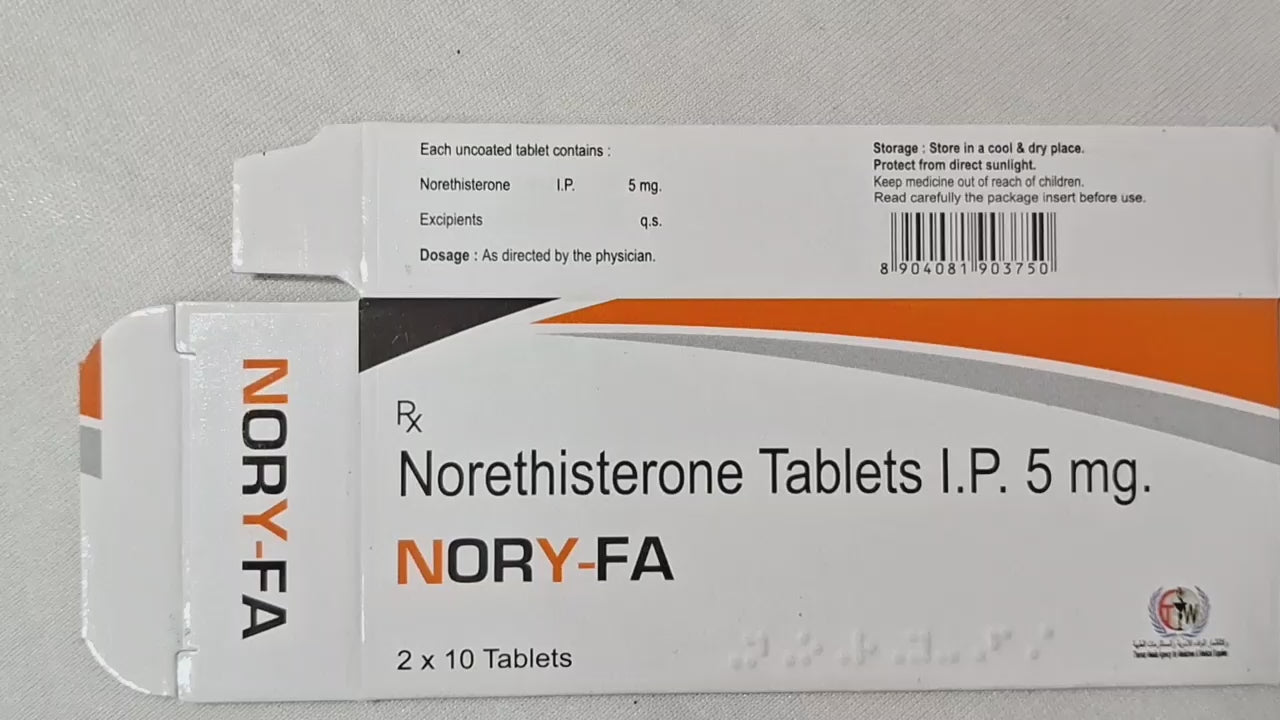 Each uncoated tablet contains :
Norethisterone I.P. 5 mg.
Excipients q.s.
Dosage : As directed by the physician.
Storage : Store in a cool & dry place.
Protect from direct sunlight.
Keep medicine out of reach of children.
Read carefully the package insert before use.
8 904081 903750
NORY-FA
Rx
Norethisterone Tablets I.P. 5 mg.
NORY-FA
2 x 10 Tablets